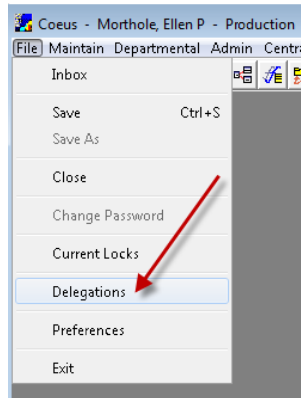 Coeus - Morthole, Ellen P - Production
File Maintain Departmental Admin Centr
Inbox
Save Ctrl+S
Save As
Close
Change Password
Current Locks
Delegations
Preferences
Exit